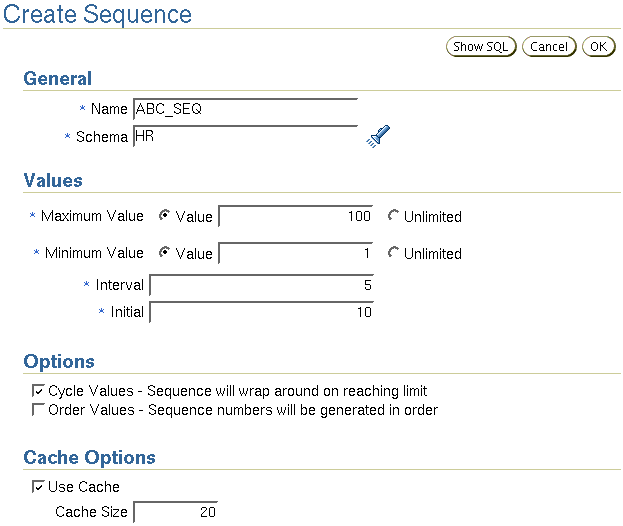 Create Sequence
Show SQL Cancel OK
General
* Name ABC_SEQ
* Schema HR
Values
* Maximum Value Value 100 Unlimited
* Minimum Value Value 1 Unlimited
* Interval 5
* Initial 10
Options
Cycle Values - Sequence will wrap around on reaching limit
Order Values - Sequence numbers will be generated in order
Cache Options
Use Cache
Cache Size 20